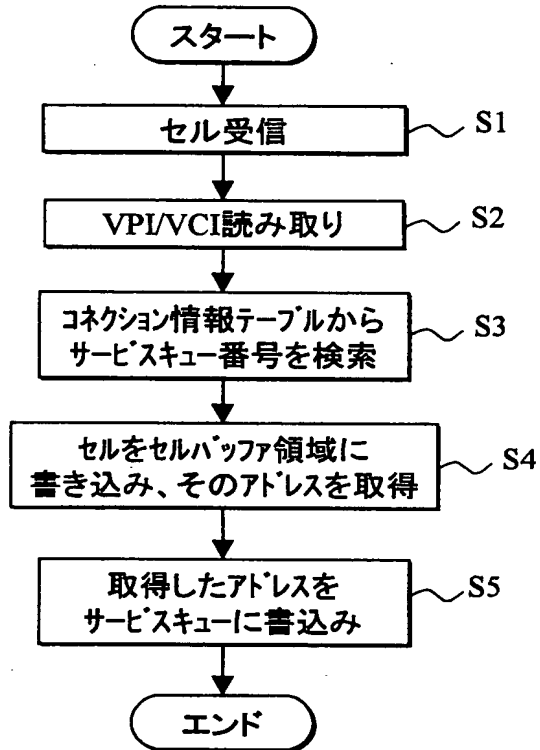 スタート
セル受信
S1
VPI/VCI読み取り
S2
コネクション情報テーブルから
サービスキュー番号を検索
S3
セルをセルバッファ領域に
書き込み、そのアドレスを取得
S4
取得したアドレスを
サービスキューに書込み
S5
エンド